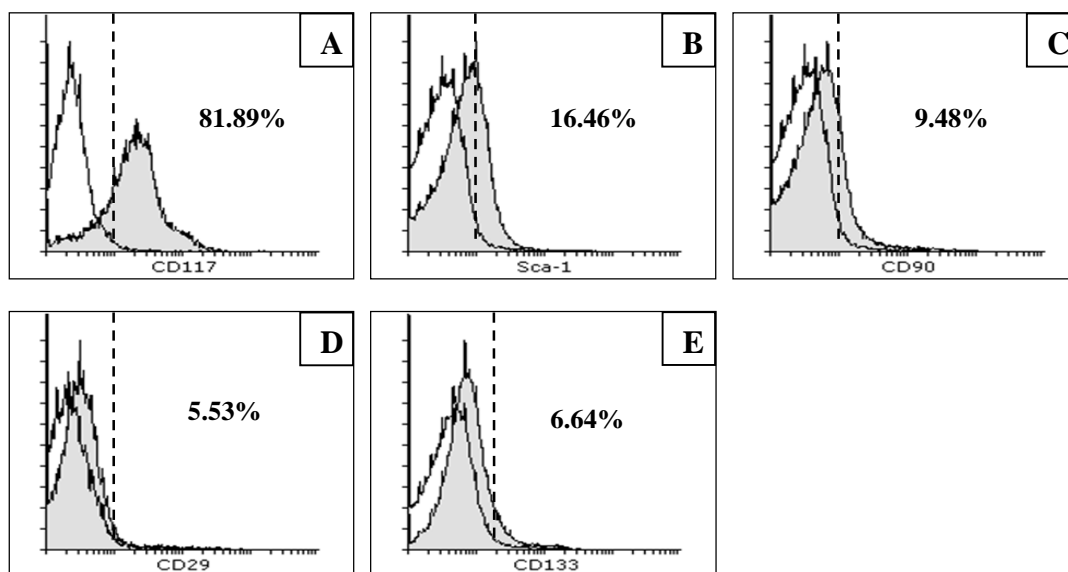 A
81.89%
CD117
B
16.46%
Sca-1
C
9.48%
CD90
D
5.53%
CD29
E
6.64%
CD133